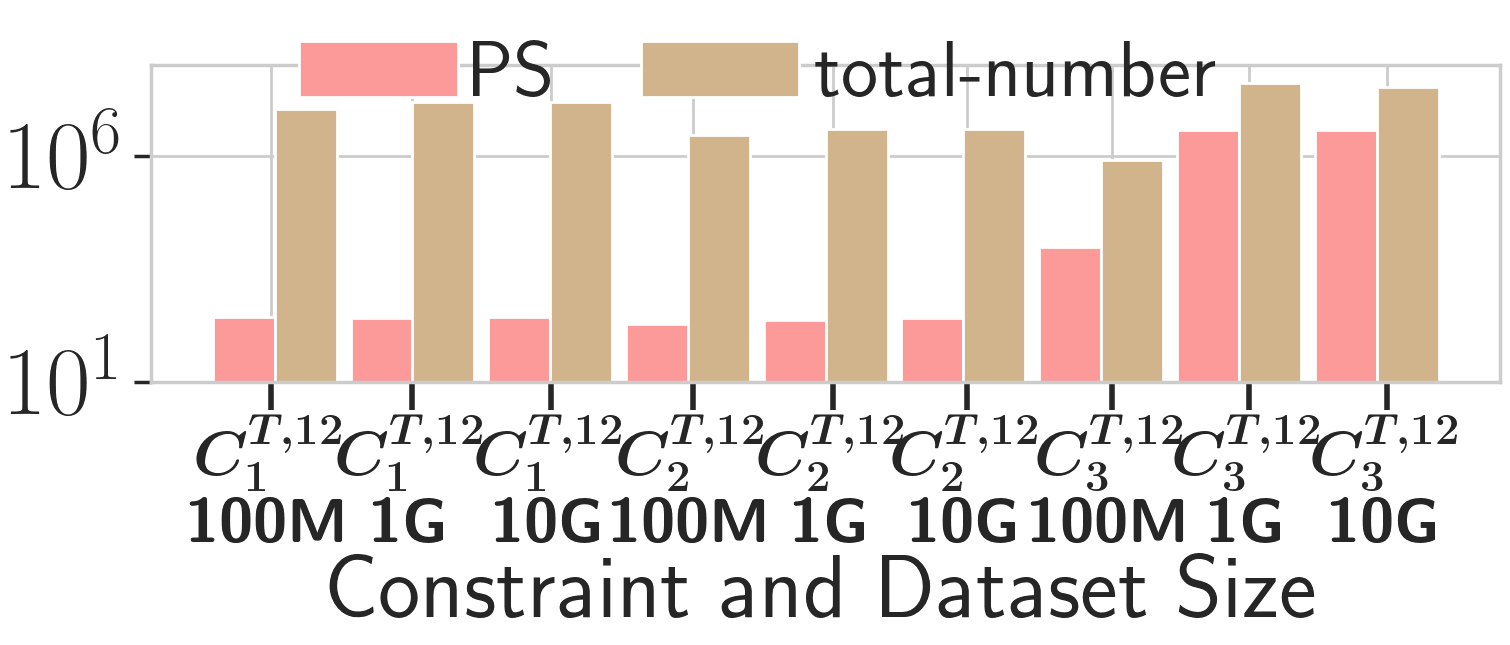 PS total-number
10^6
10^1
C_1^{T,12} C_1^{T,12} C_1^{T,12} C_2^{T,12} C_2^{T,12} C_2^{T,12} C_3^{T,12} C_3^{T,12} C_3^{T,12}
100M 1G 10G 100M 1G 10G 100M 1G 10G
Constraint and Dataset Size